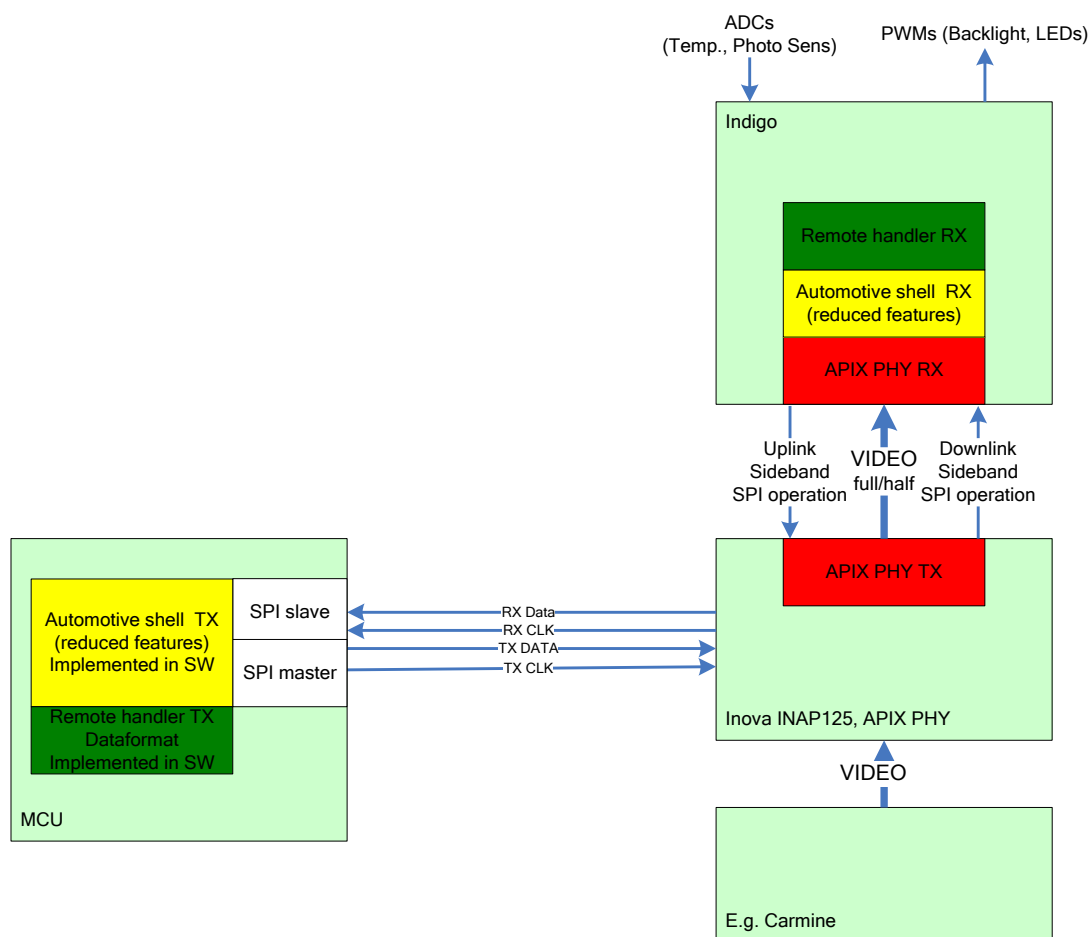 ADCs
(Temp., Photo Sens)
PWMs (Backlight, LEDs)
Indigo
Remote handler RX
Automotive shell  RX
(reduced features)
APIX PHY RX
Uplink
Sideband
SPI operation
VIDEO
full/half
Downlink
Sideband
SPI operation
APIX PHY TX
Inova INAP125, APIX PHY
Automotive shell  TX
(reduced features)
Implemented in SW
SPI slave
SPI master
RX Data
RX CLK
TX DATA
TX CLK
Remote handler TX
Dataformat
Implemented in SW
MCU
VIDEO
E.g. Carmine